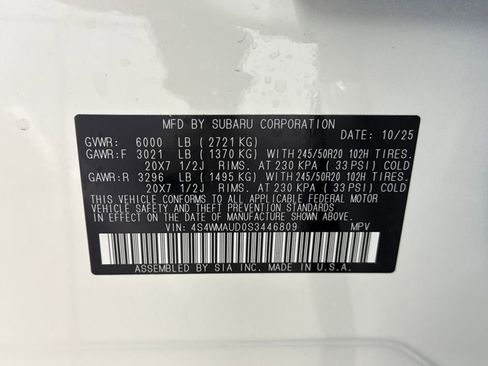 MFD BY SUBARU CORPORATION
DATE: 10/25
GVWR: 6000 LB (2721 KG)
GAWR:F 3021 LB (1370 KG) WITH 245/50R20 102H TIRES.
20X7 1/2J RIMS. AT 230 KPA (33 PSI) COLD
GAWR:R 3296 LB (1495 KG) WITH 245/50R20 102H TIRES.
20X7 1/2J RIMS. AT 230 KPA (33 PSI) COLD
THIS VEHICLE CONFORMS TO ALL APPLICABLE FEDERAL MOTOR
VEHICLE SAFETY AND BUMPER STANDARDS
IN EFFECT ON THE DATE OF MANUFACTURE SHOWN ABOVE.
VIN: 4S4WMAUD0S3446809 MPV
ASSEMBLED BY SIA INC. IN U.S.A.